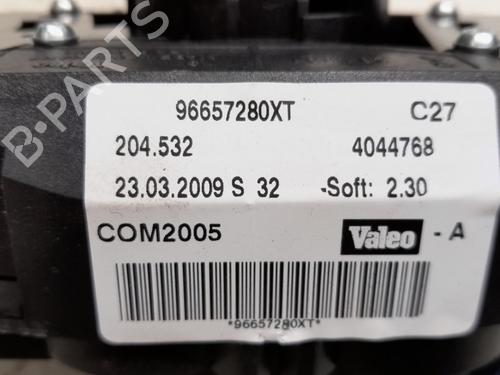 96657280XT C27
204.532 4044768
23.03.2009 S 32 -Soft: 2.30
COM2005 Valeo - A
*96657280XT*
B-Parts